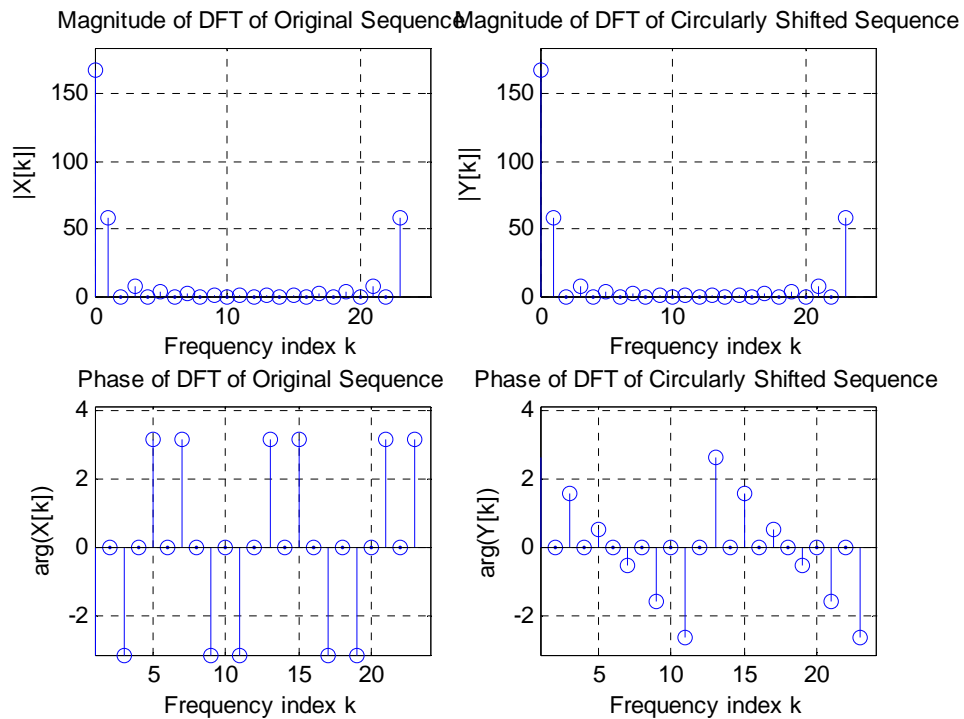 Magnitude of DFT of Original Sequence
Magnitude of DFT of Circularly Shifted Sequence
150
100
50
0
|X[k]|
0 10 20
Frequency index k
150
100
50
0
|Y[k]|
0 10 20
Frequency index k
Phase of DFT of Original Sequence
Phase of DFT of Circularly Shifted Sequence
4
2
0
-2
arg(X[k])
5 10 15 20
Frequency index k
4
2
0
-2
arg(Y[k])
5 10 15 20
Frequency index k